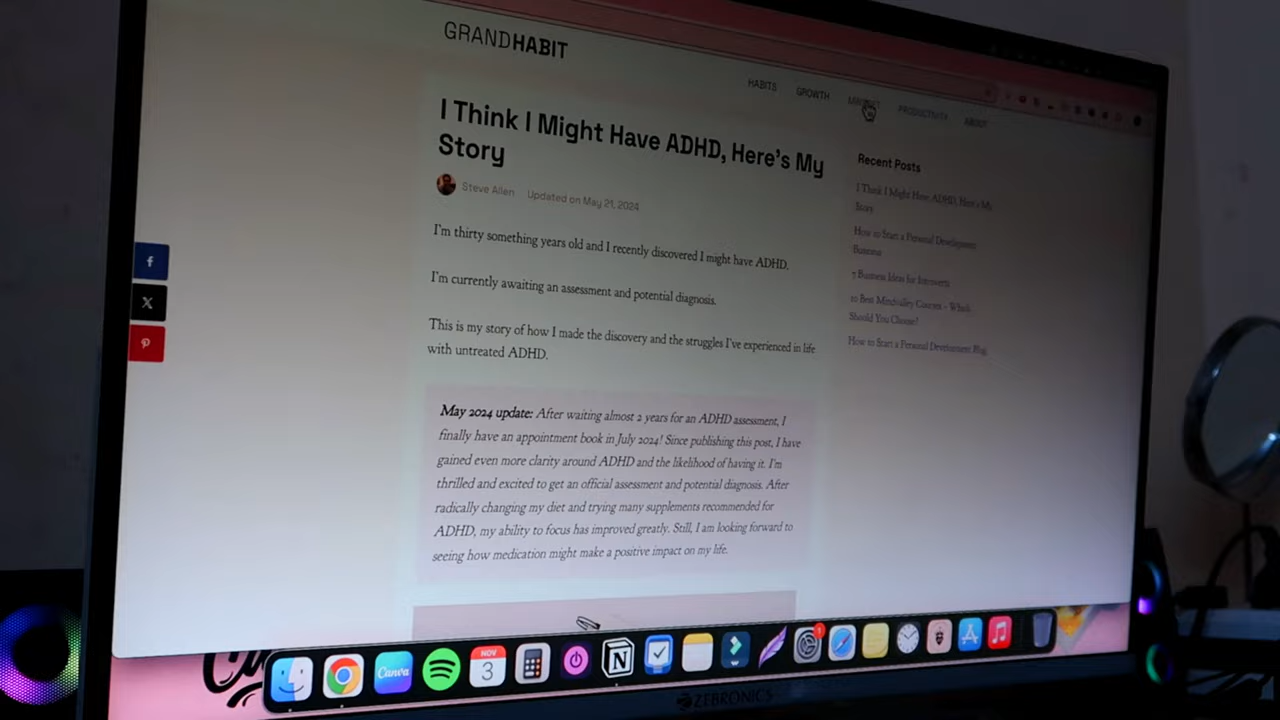 GRANDHABIT
HABITS GROWTH MINDSET PRODUCTIVITY ABOUT
I Think I Might Have ADHD, Here's My
Story
Steve Allen Updated on May 21, 2024
I'm thirty something years old and I recently discovered I might have ADHD.
I'm currently awaiting an assessment and potential diagnosis.
This is my story of how I made the discovery and the struggles I've experienced in life
with untreated ADHD.
May 2024 update: After waiting almost 2 years for an ADHD assessment, I
finally have an appointment book in July 2024! Since publishing this post, I have
gained even more clarity around ADHD and the likelihood of having it. I'm
thrilled and excited to get an official assessment and potential diagnosis. After
radically changing my diet and trying many supplements recommended for
ADHD, my ability to focus has improved greatly. Still, I am looking forward to
seeing how medication might make a positive impact on my life.
Recent Posts
I Think I Might Have ADHD, Here's My
Story
How to Start a Personal Development
Business
7 Business Ideas for Introverts
10 Best Mindvalley Courses – Which
Should You Choose?
How to Start a Personal Development Blog
f
X
Canva
NOV
3
N
1
ZEBRONICS